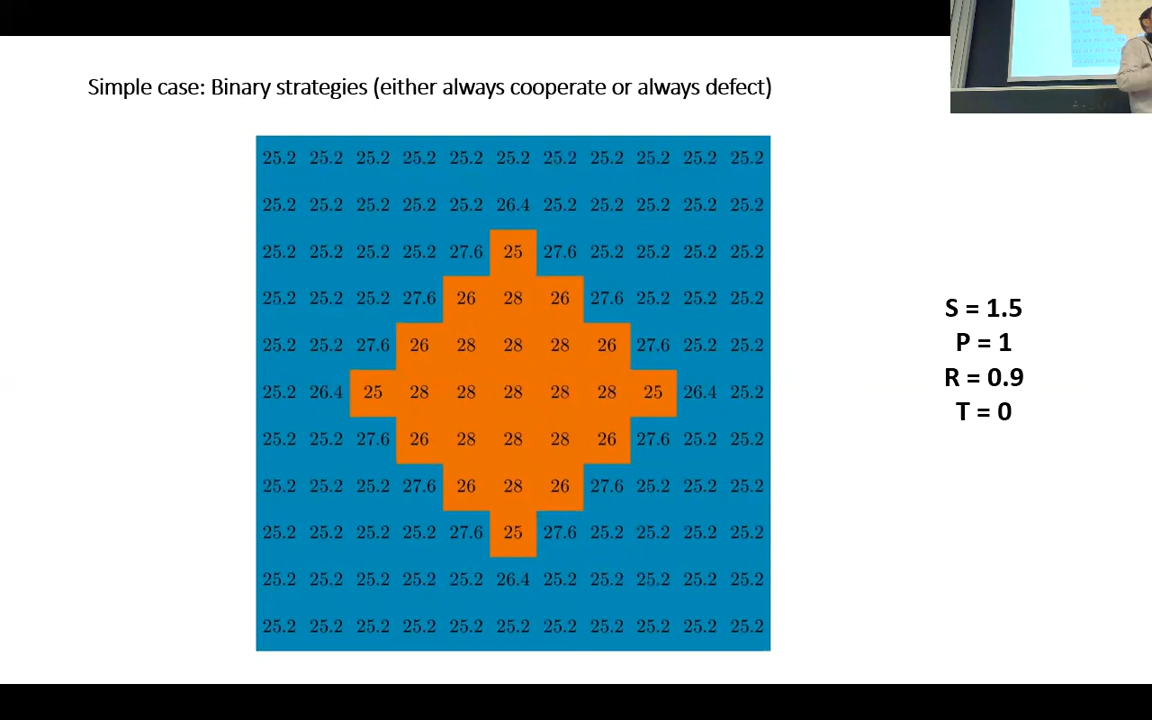 Simple case: Binary strategies (either always cooperate or always defect)
25.2 25.2 25.2 25.2 25.2 25.2 25.2 25.2 25.2 25.2 25.2
25.2 25.2 25.2 25.2 25.2 26.4 25.2 25.2 25.2 25.2 25.2
25.2 25.2 25.2 25.2 27.6 25 27.6 25.2 25.2 25.2 25.2
25.2 25.2 25.2 27.6 26 28 26 27.6 25.2 25.2 25.2
25.2 25.2 27.6 26 28 28 28 26 27.6 25.2 25.2
25.2 26.4 25 28 28 28 28 28 25 26.4 25.2
25.2 25.2 27.6 26 28 28 28 26 27.6 25.2 25.2
25.2 25.2 25.2 27.6 26 28 26 27.6 25.2 25.2 25.2
25.2 25.2 25.2 25.2 27.6 25 27.6 25.2 25.2 25.2 25.2
25.2 25.2 25.2 25.2 25.2 26.4 25.2 25.2 25.2 25.2 25.2
25.2 25.2 25.2 25.2 25.2 25.2 25.2 25.2 25.2 25.2 25.2
S = 1.5
P = 1
R = 0.9
T = 0